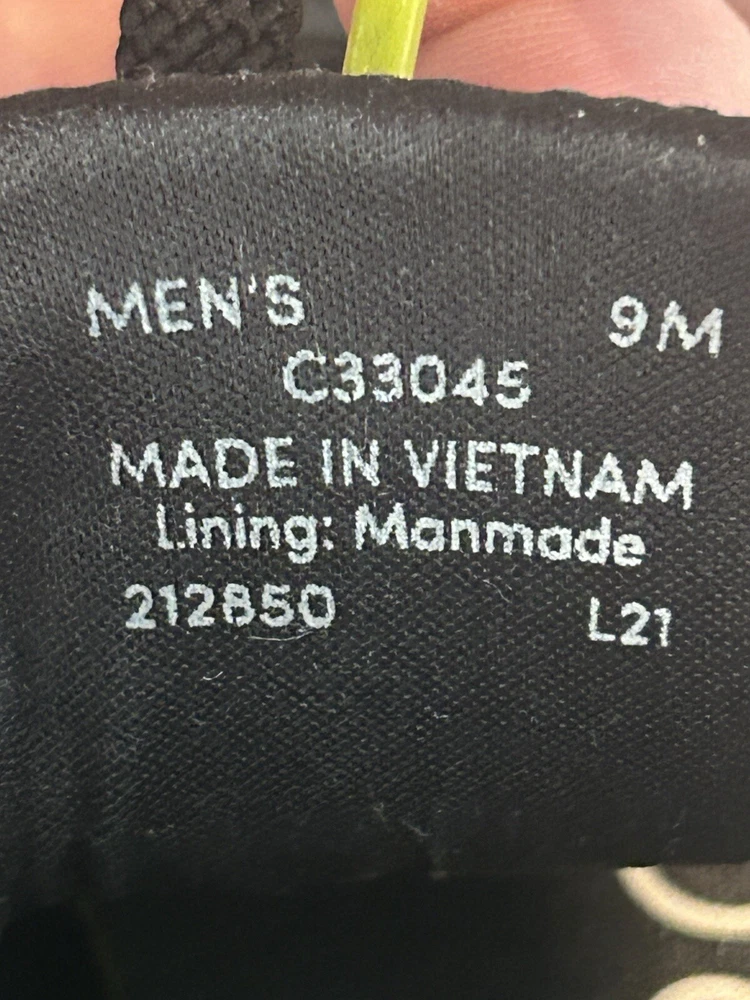 MEN'S 9M
C33045
MADE IN VIETNAM
Lining: Manmade
212850 L21